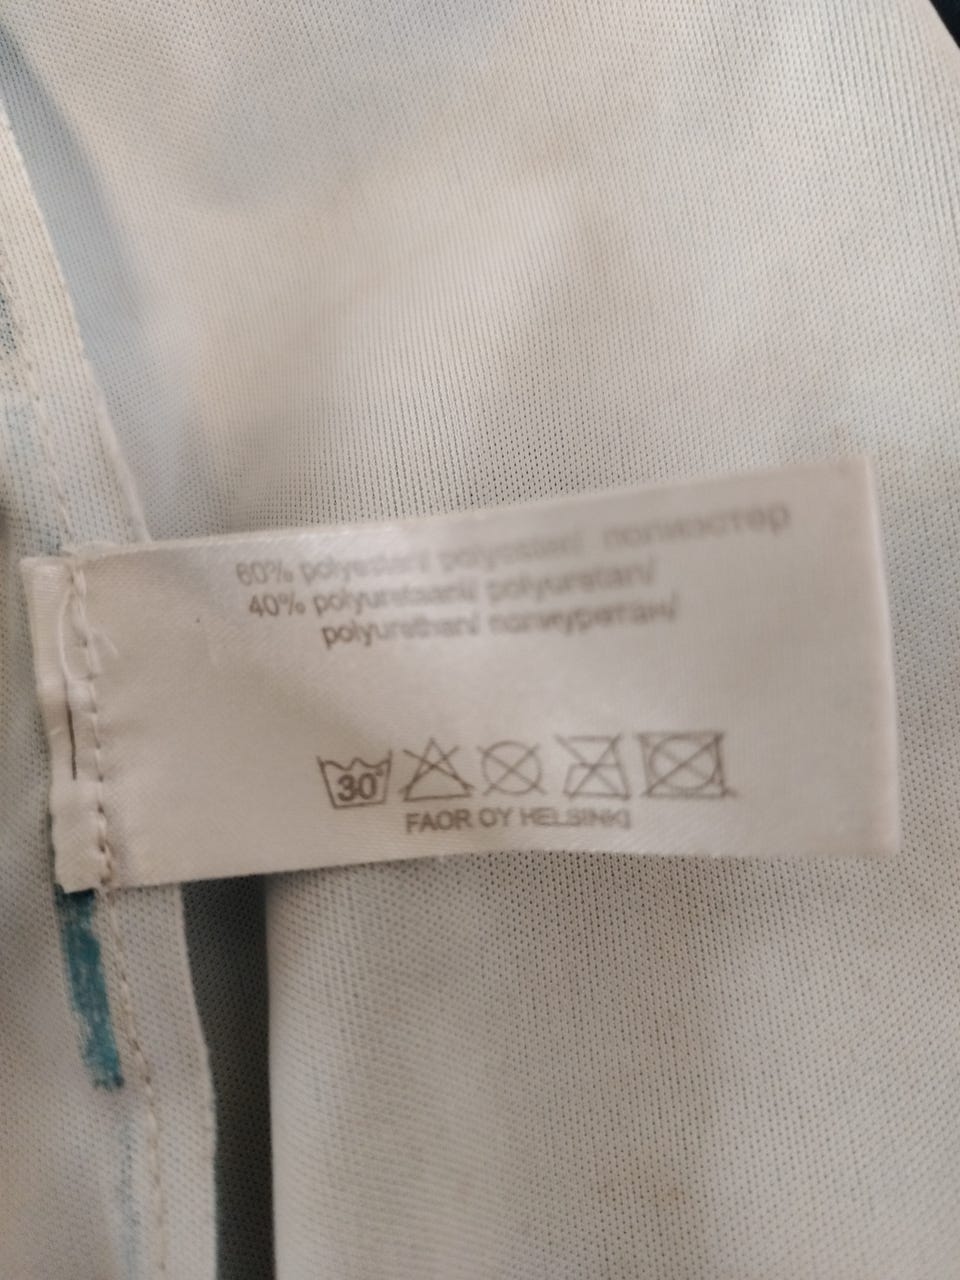 60% polyesteri/ polyester/ полиэстер
40% polyuretaani/ polyuretan/
polyurethan/ полиуретан/
30°
FAOR OY HELSINKI